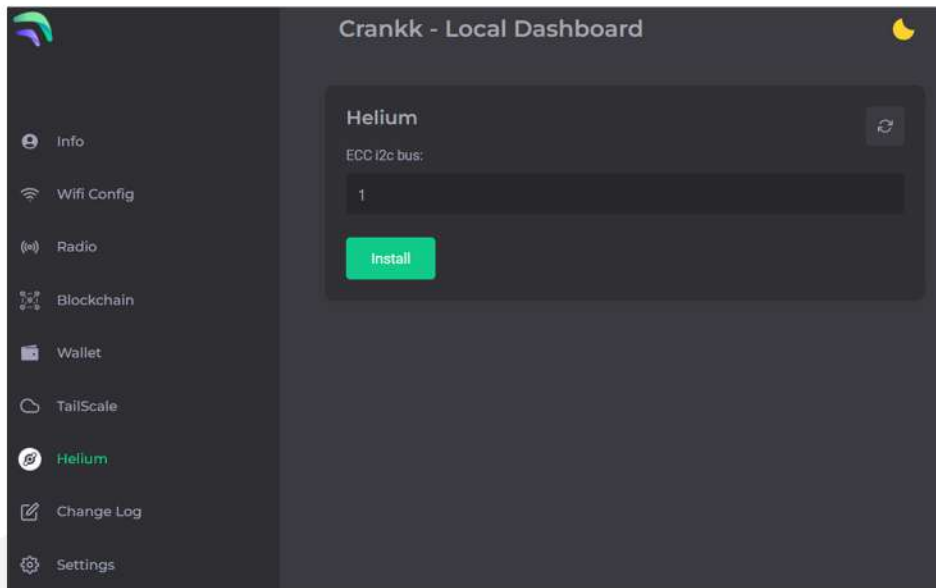 Crankk - Local Dashboard
Info
Wifi Config
Radio
Blockchain
Wallet
TailScale
Helium
Change Log
Settings
Helium
ECC i2c bus:
1
Install